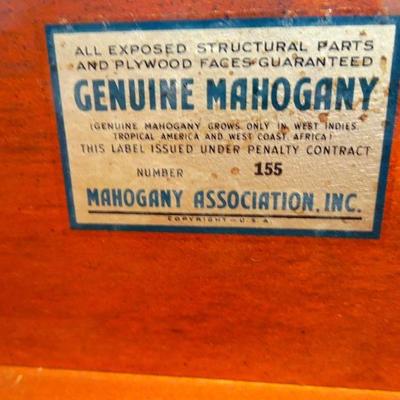 ALL EXPOSED STRUCTURAL PARTS
AND PLYWOOD FACES GUARANTEED
GENUINE MAHOGANY
(GENUINE MAHOGANY GROWS ONLY IN WEST INDIES,
TROPICAL AMERICA AND WEST COAST AFRICA)
THIS LABEL ISSUED UNDER PENALTY CONTRACT
NUMBER 155
MAHOGANY ASSOCIATION, INC.
COPYRIGHT—U.S.A.